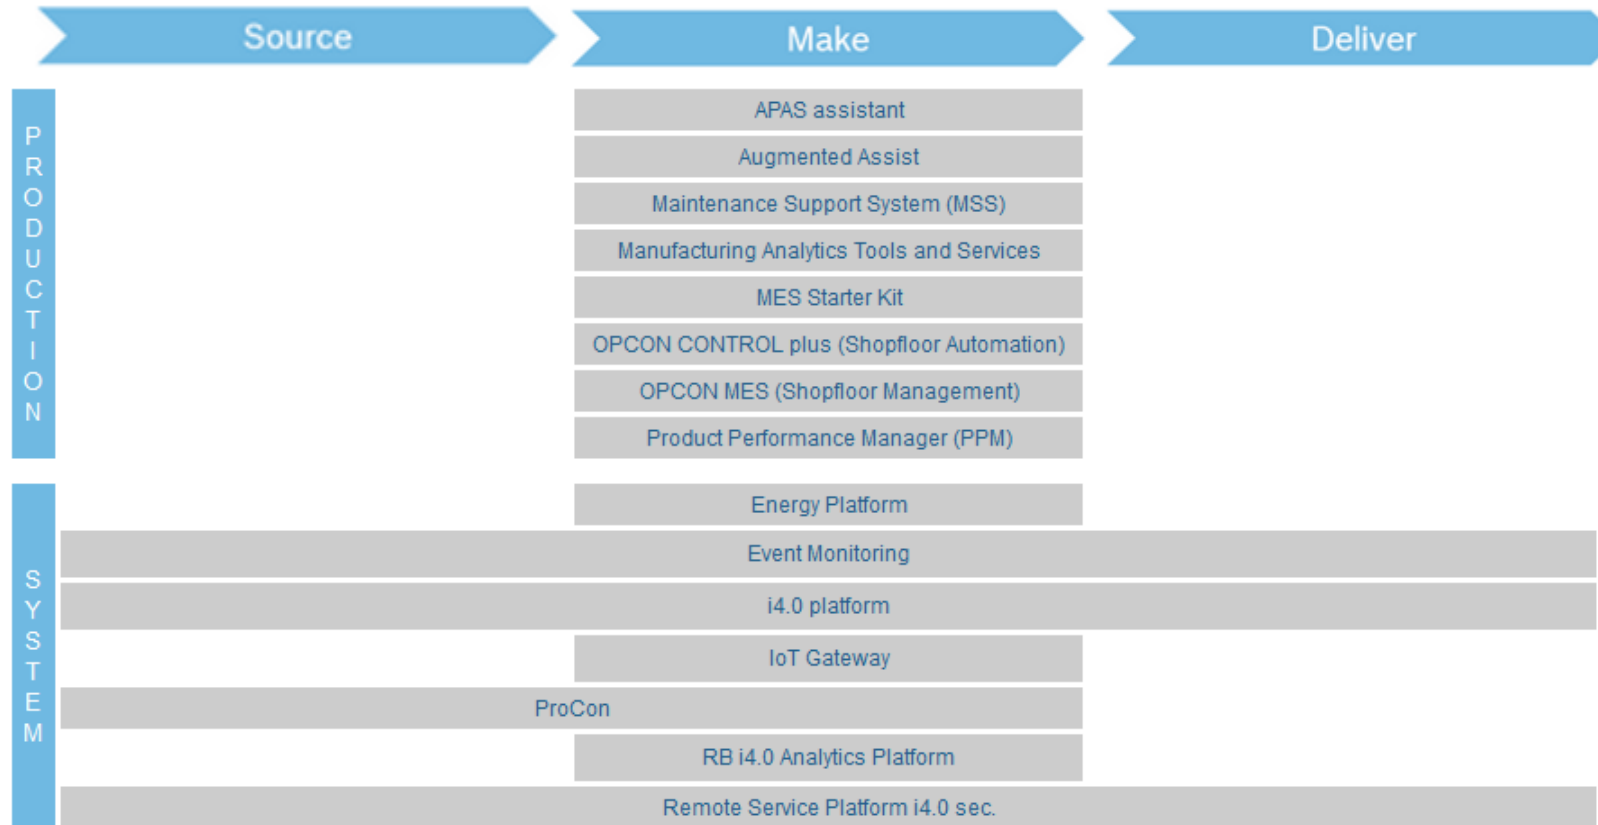 Source
Make
Deliver
PRODUCTION
APAS assistant
Augmented Assist
Maintenance Support System (MSS)
Manufacturing Analytics Tools and Services
MES Starter Kit
OPCON CONTROL plus (Shopfloor Automation)
OPCON MES (Shopfloor Management)
Product Performance Manager (PPM)
SYSTEM
Energy Platform
Event Monitoring
i4.0 platform
IoT Gateway
ProCon
RB i4.0 Analytics Platform
Remote Service Platform i4.0 sec.